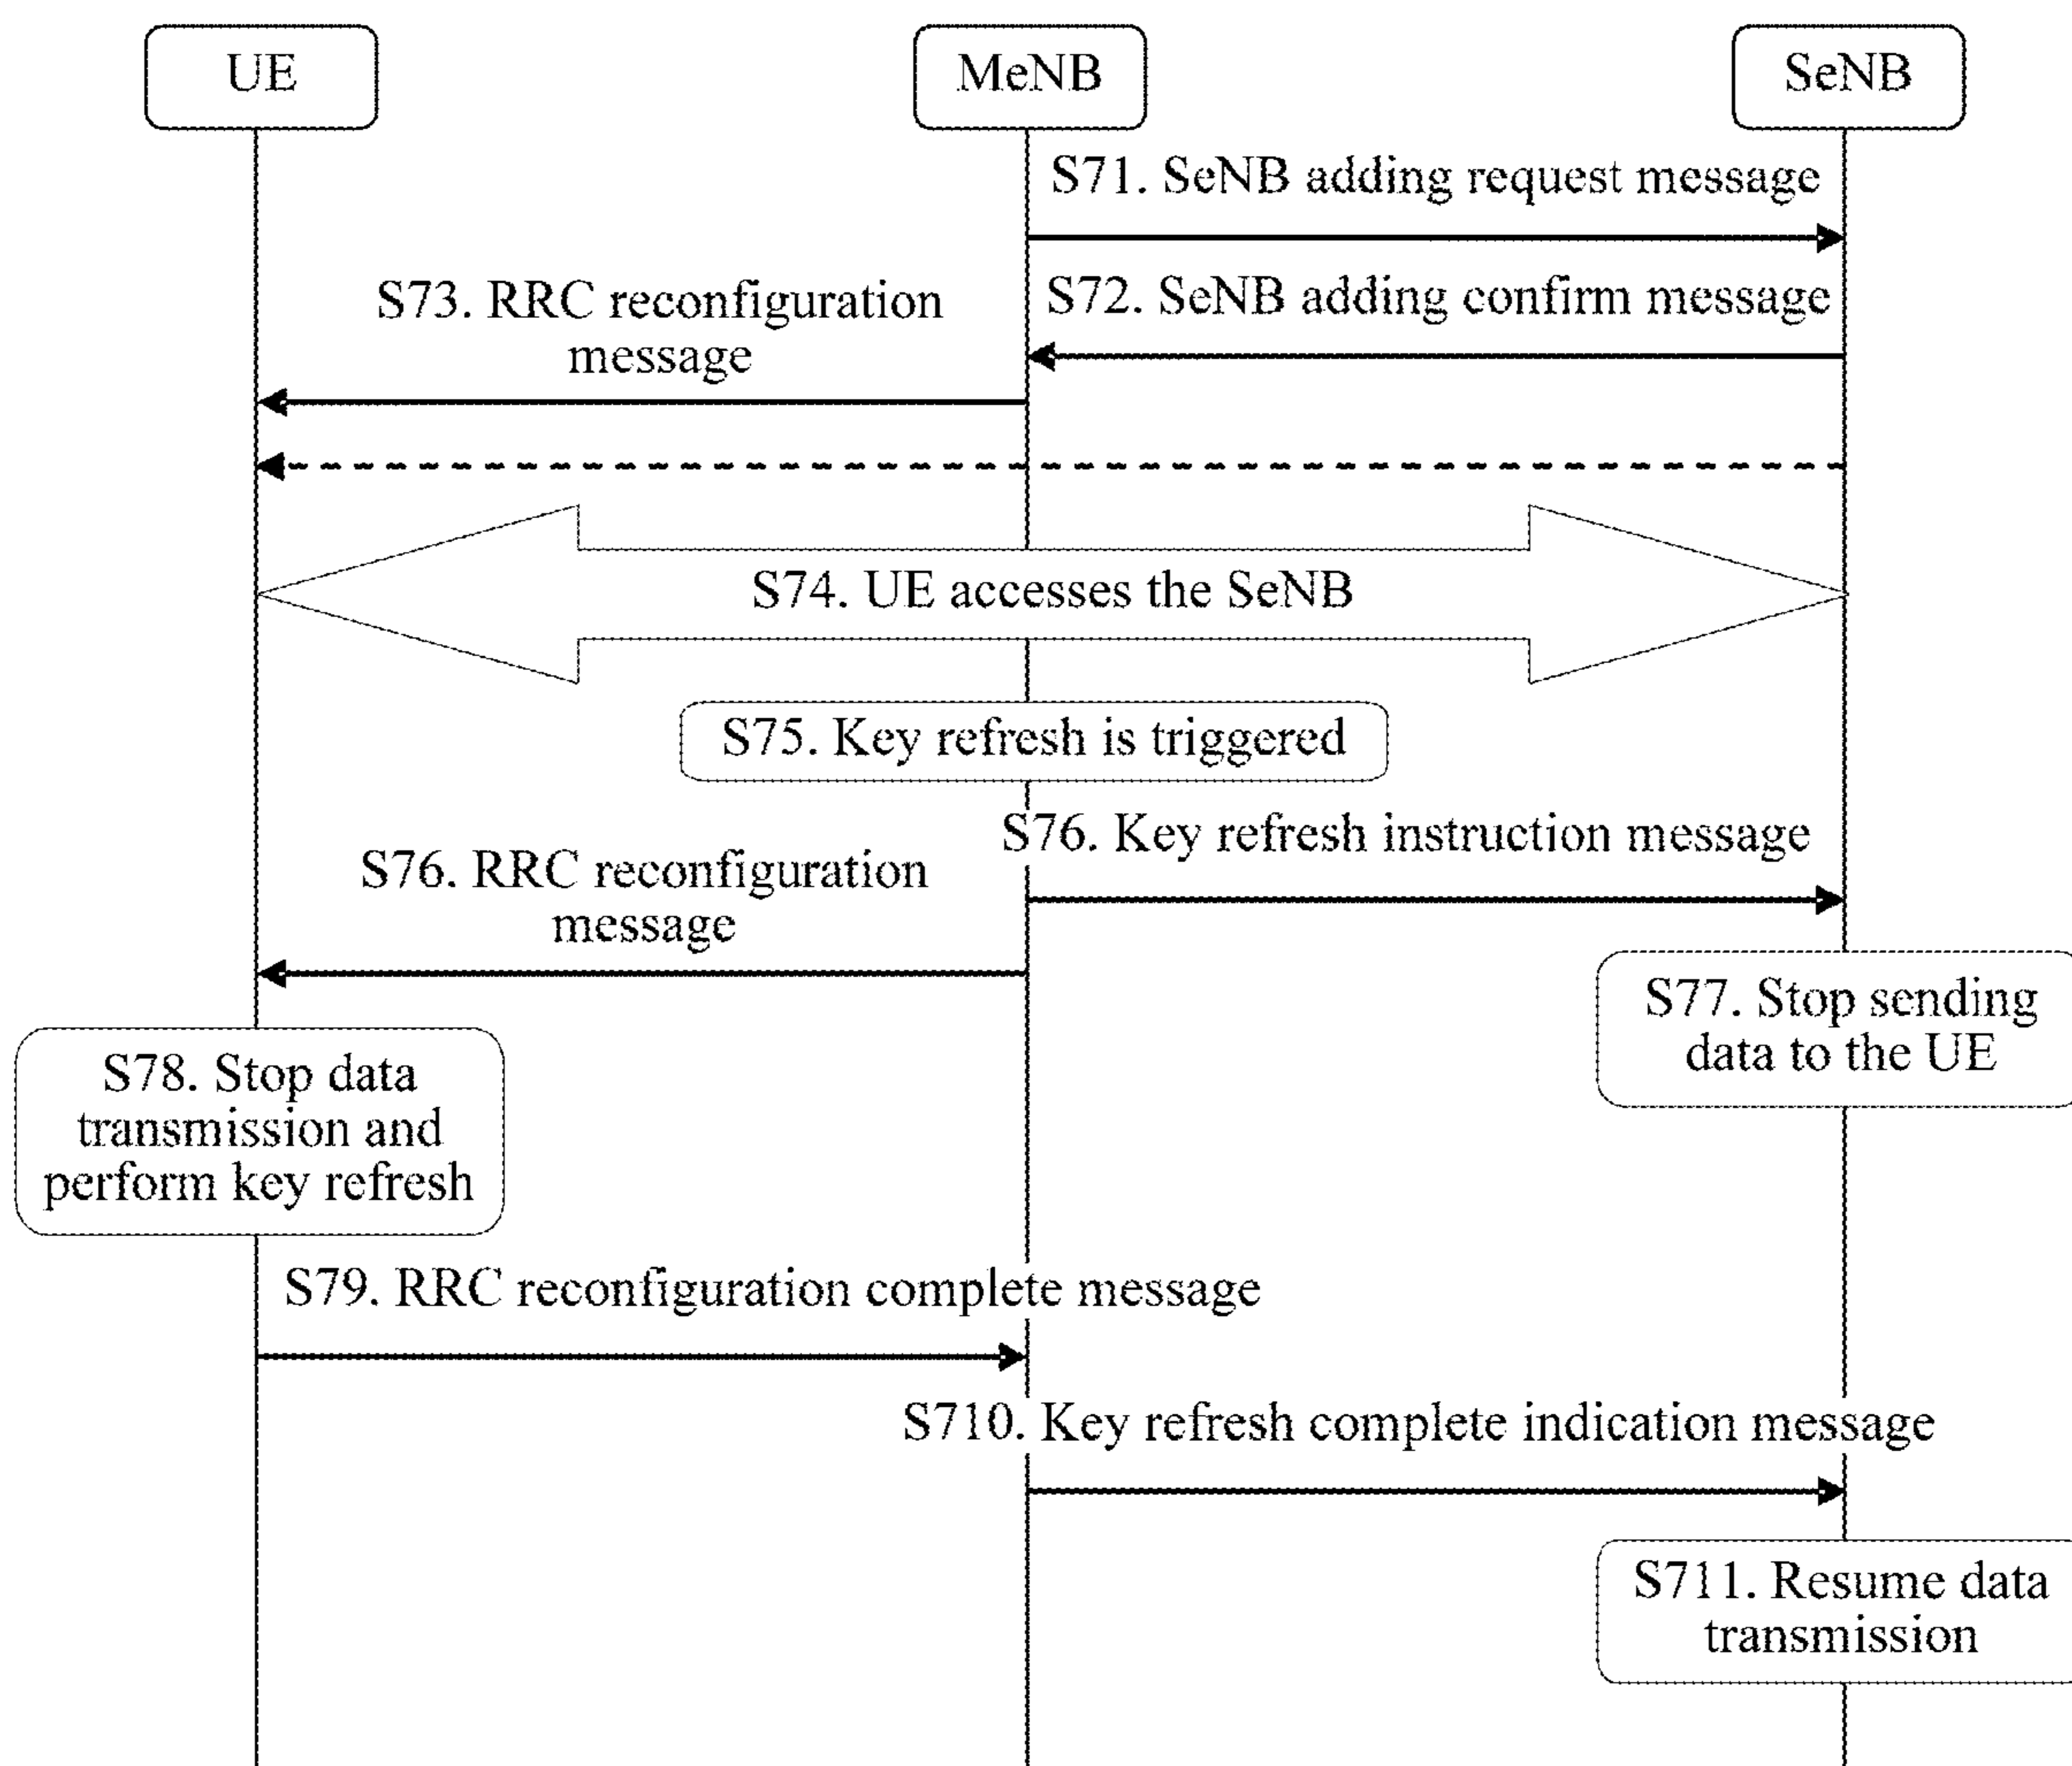 UE
MeNB
SeNB
S71. SeNB adding request message
S73. RRC reconfiguration
message
S72. SeNB adding confirm message
S74. UE accesses the SeNB
S75. Key refresh is triggered
S76. Key refresh instruction message
S76. RRC reconfiguration
message
S77. Stop sending
data to the UE
S78. Stop data
transmission and
perform key refresh
S79. RRC reconfiguration complete message
S710. Key refresh complete indication message
S711. Resume data
transmission